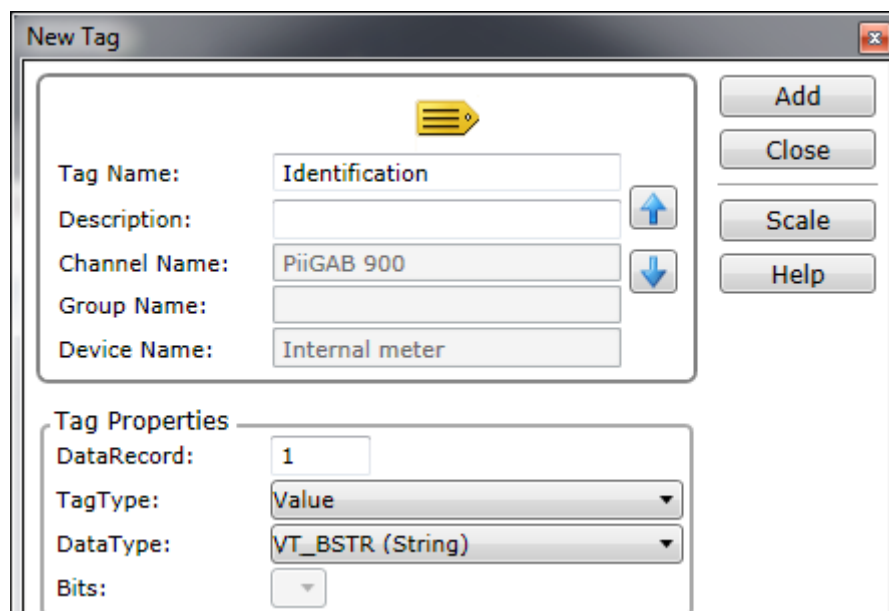 New Tag
Add
Close
Tag Name: Identification
Description:
Scale
Channel Name: PiiGAB 900
Help
Group Name:
Device Name: Internal meter
Tag Properties
DataRecord: 1
TagType: Value
DataType: VT_BSTR (String)
Bits: